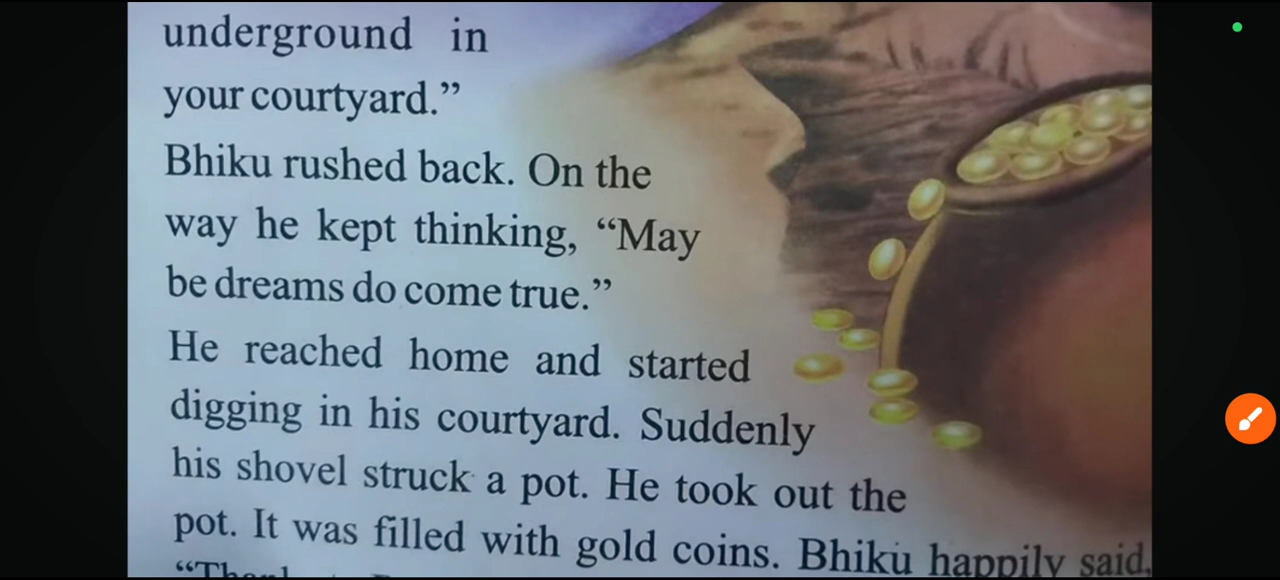 underground in
your courtyard.”
Bhiku rushed back. On the
way he kept thinking, “May
be dreams do come true.”
He reached home and started
digging in his courtyard. Suddenly
his shovel struck a pot. He took out the
pot. It was filled with gold coins. Bhiku happily said,